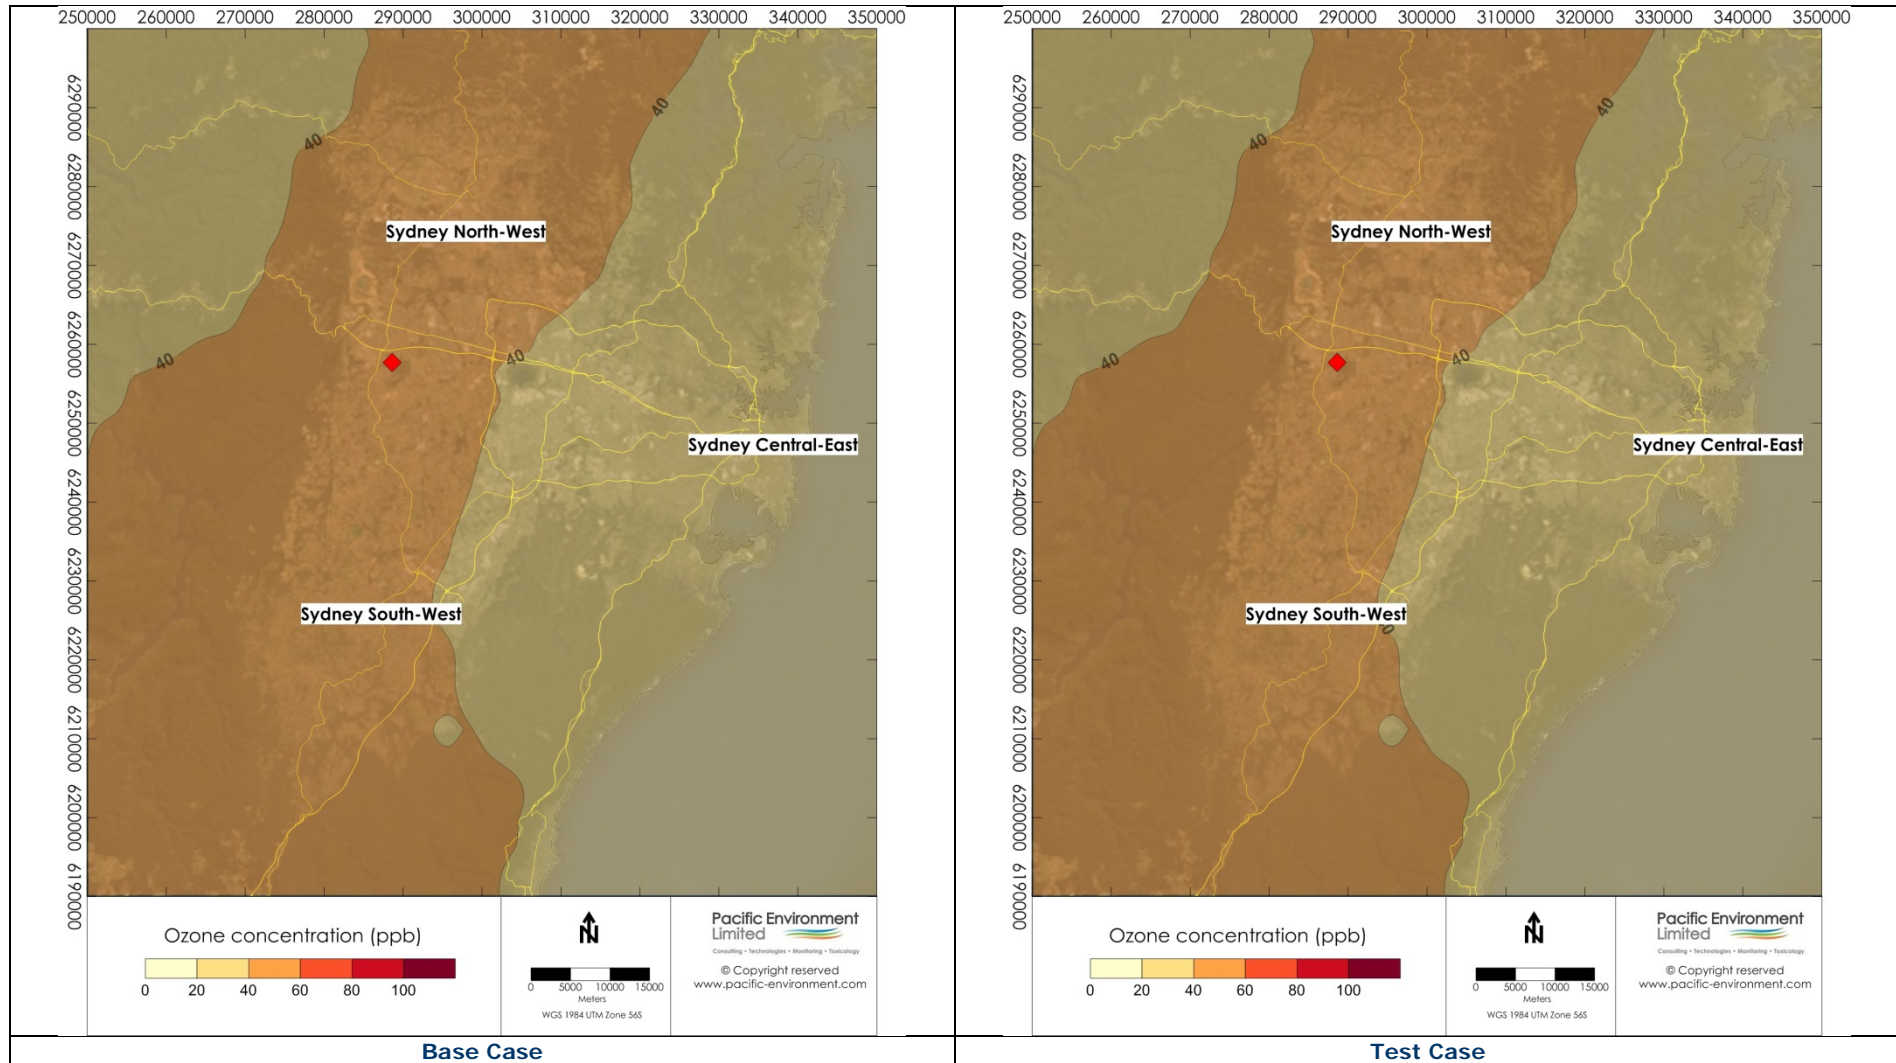 250000 260000 270000 280000 290000 300000 310000 320000 330000 340000 350000
6290000
6280000
6270000
6260000
6250000
6240000
6230000
6220000
6210000
6200000
6190000
40
40
Sydney North-West
40
40
Sydney Central-East
Sydney South-West
Ozone concentration (ppb)
0 20 40 60 80 100
N
0 5000 10000 15000
Meters
WGS 1984 UTM Zone 56S
Pacific Environment
Limited
Consulting • Technologies • Monitoring • Toxicology
© Copyright reserved
www.pacific-environment.com
Base Case
250000 260000 270000 280000 290000 300000 310000 320000 330000 340000 350000
6290000
6280000
6270000
6260000
6250000
6240000
6230000
6220000
6210000
6200000
6190000
40
40
Sydney North-West
40
40
Sydney Central-East
Sydney South-West
0
Ozone concentration (ppb)
0 20 40 60 80 100
N
0 5000 10000 15000
Meters
WGS 1984 UTM Zone 56S
Pacific Environment
Limited
Consulting • Technologies • Monitoring • Toxicology
© Copyright reserved
www.pacific-environment.com
Test Case